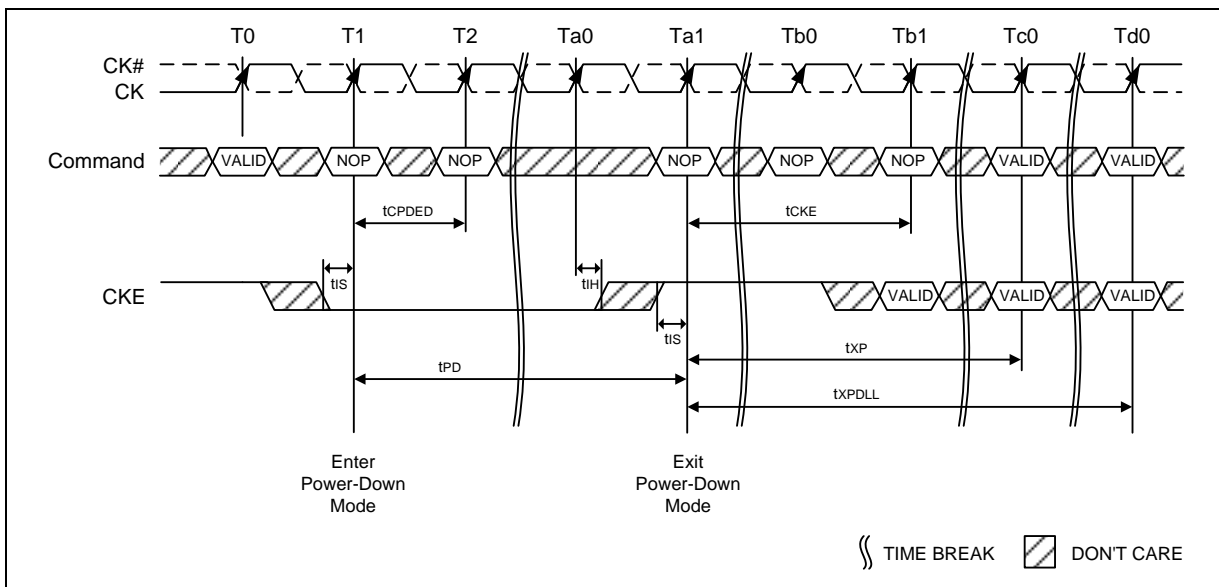 T0 T1 T2 Ta0 Ta1 Tb0 Tb1 Tc0 Td0
CK#
CK
Command VALID NOP NOP NOP NOP NOP VALID VALID
tCPDED tCKE
tIS tIH
CKE VALID VALID VALID
tIS
tXP
tPD
tXPDLL
Enter Power-Down Mode
Exit Power-Down Mode
TIME BREAK DON'T CARE